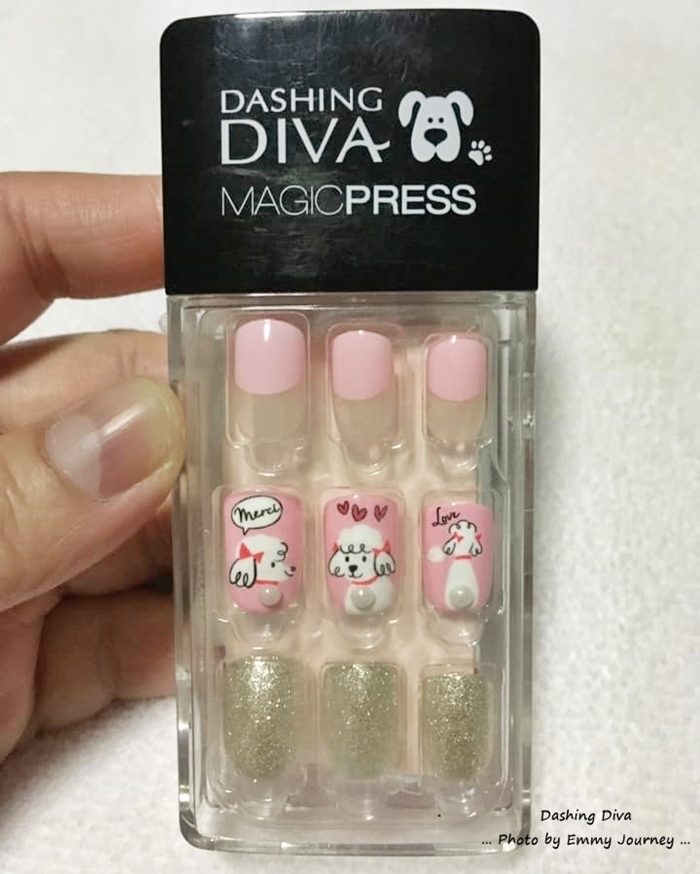 DASHING
DIVA
MAGICPRESS
Merci
Love
Dashing Diva
... Photo by Emmy Journey ...